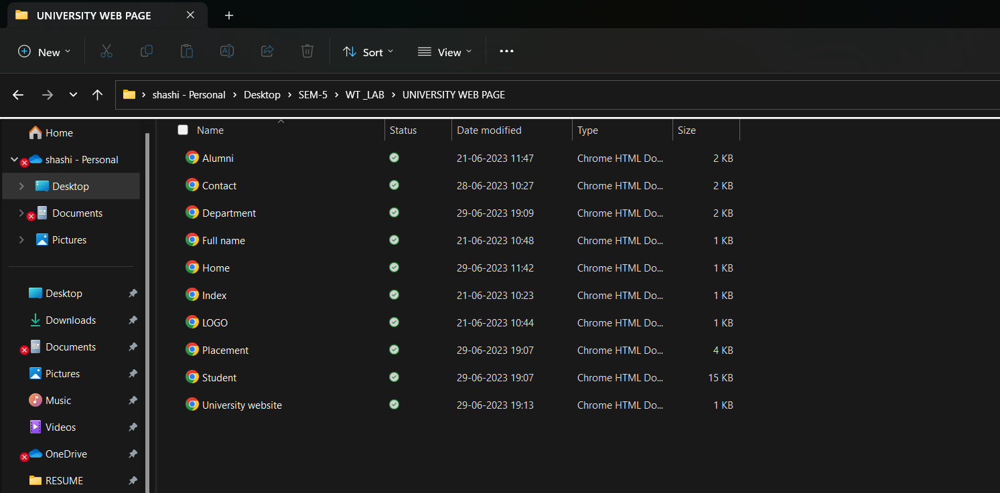 UNIVERSITY WEB PAGE
New Sort View
shashi - Personal Desktop SEM-5 WT _LAB UNIVERSITY WEB PAGE
Home
shashi - Personal
Desktop
Documents
Pictures
Desktop
Downloads
Documents
Pictures
Music
Videos
OneDrive
RESUME
Name Status Date modified Type Size
Alumni 21-06-2023 11:47 Chrome HTML Do... 2 KB
Contact 28-06-2023 10:27 Chrome HTML Do... 2 KB
Department 29-06-2023 19:09 Chrome HTML Do... 2 KB
Full name 21-06-2023 10:48 Chrome HTML Do... 1 KB
Home 29-06-2023 11:42 Chrome HTML Do... 1 KB
Index 21-06-2023 10:23 Chrome HTML Do... 1 KB
LOGO 21-06-2023 10:44 Chrome HTML Do... 1 KB
Placement 29-06-2023 19:07 Chrome HTML Do... 4 KB
Student 29-06-2023 19:07 Chrome HTML Do... 15 KB
University website 29-06-2023 19:13 Chrome HTML Do... 1 KB